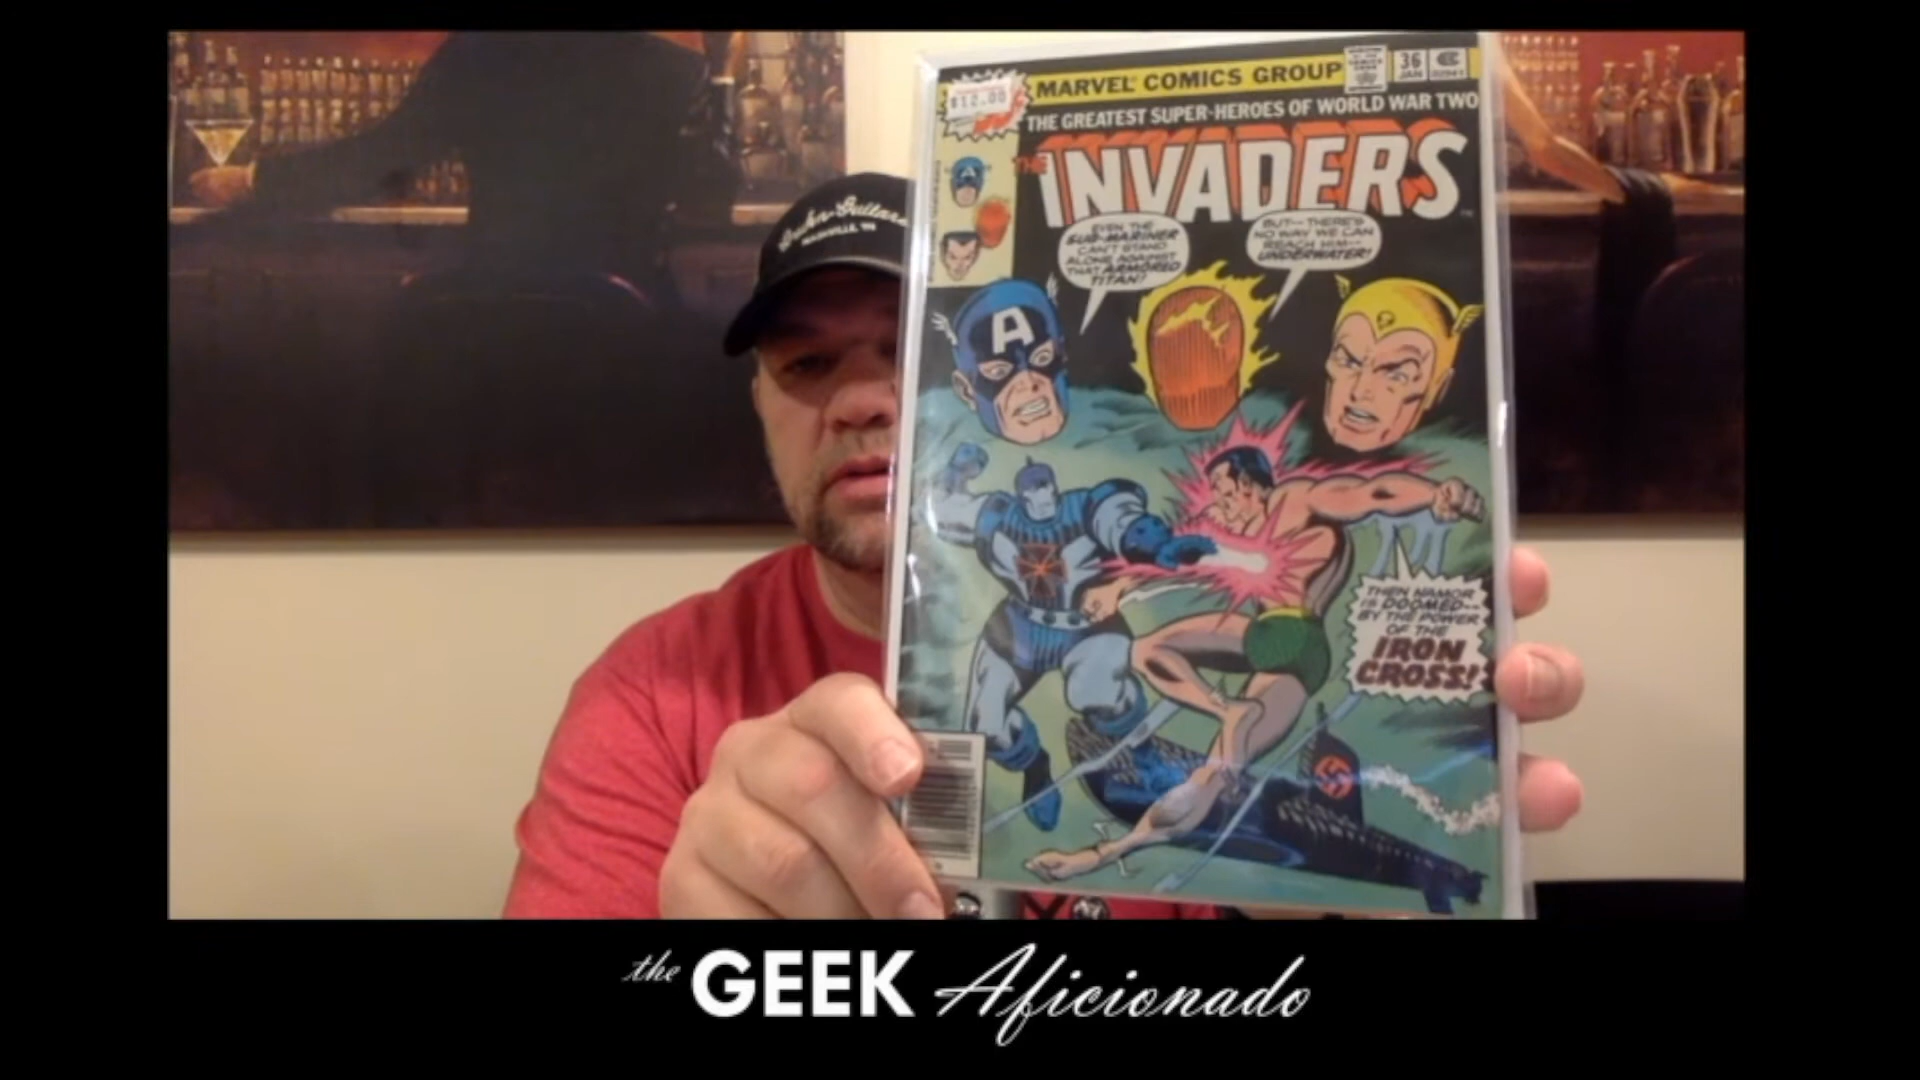 MARVEL® COMICS GROUP
36
JAN
$12.00
THE GREATEST SUPER-HEROES OF WORLD WAR TWO
THE
INVADERS
Nashville, TN
EVEN THE
SUB-MARINER
CAN'T STAND
ALONE AGAINST
THAT ARMORED
TITAN!
BUT--THERE'S
NO WAY WE CAN
REACH HIM--
UNDERWATER!
A
THEN NAMOR
IS DOOMED--
BY THE POWER
OF THE
IRON
CROSS!
the GEEK Aficionado